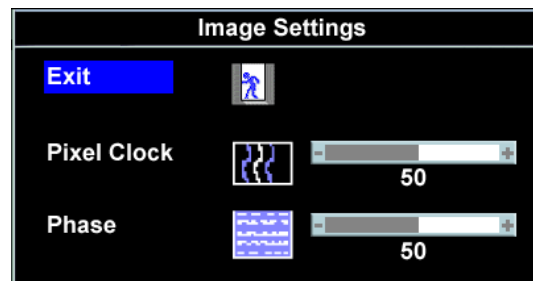 Image Settings
Exit
Pixel Clock
- +
50
Phase
- +
50